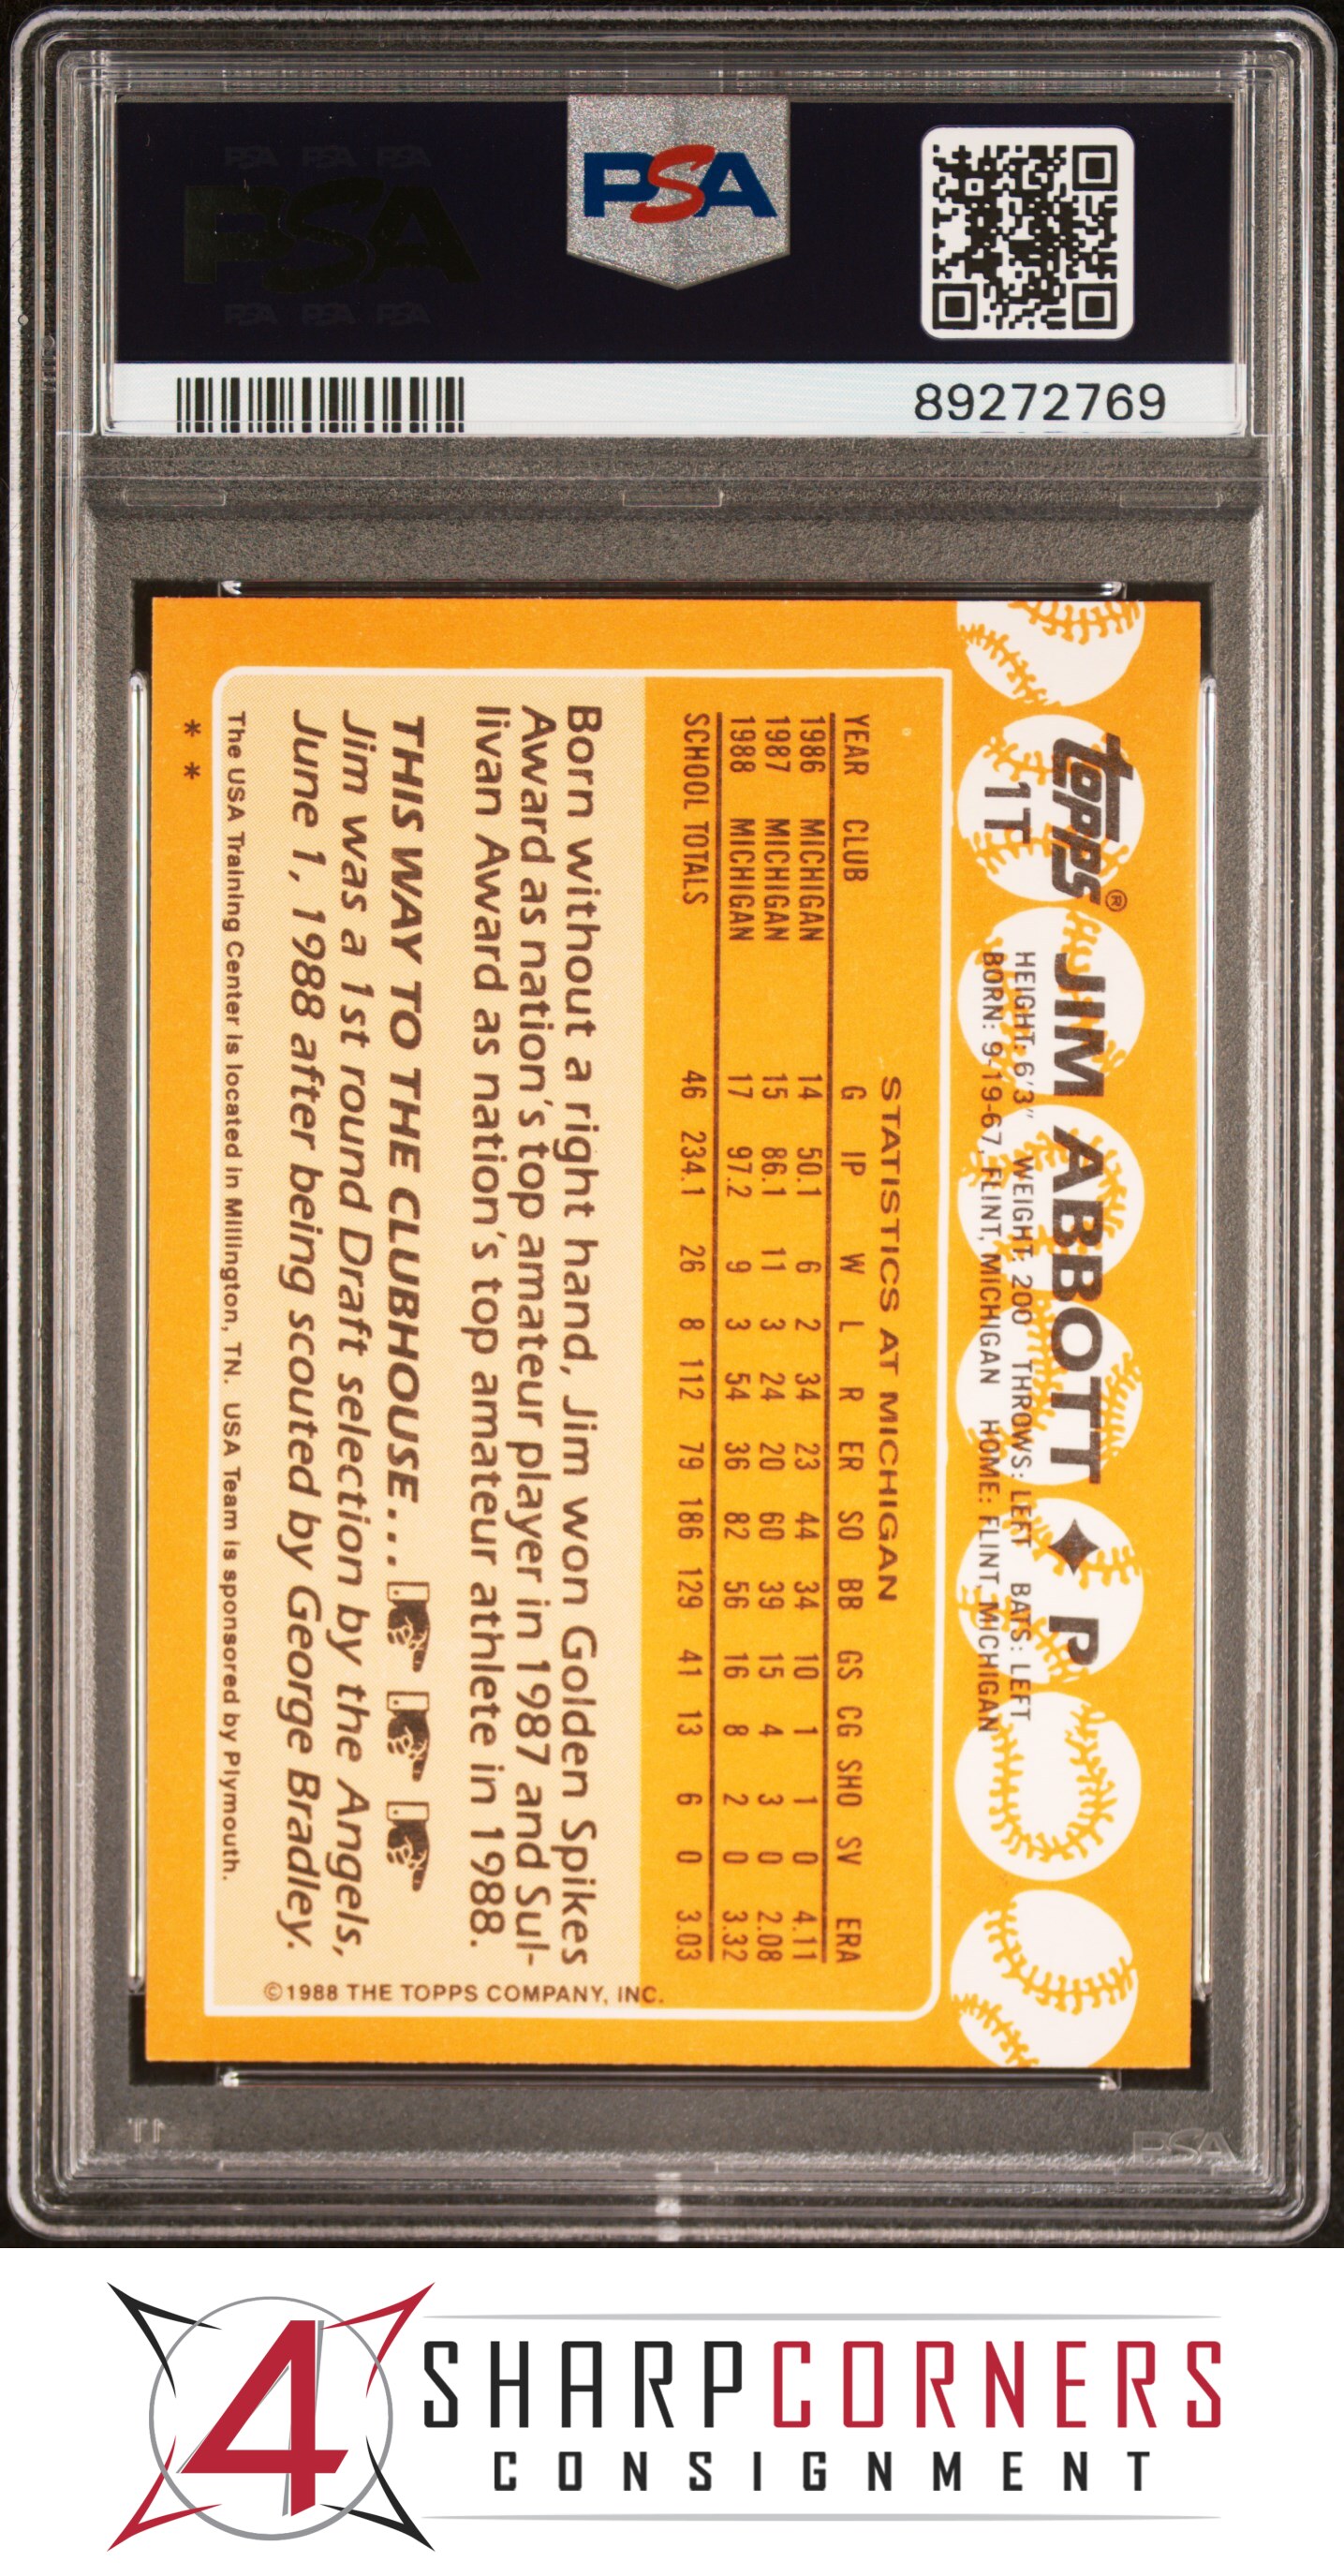 PSA PSA PSA
PSA
PSA PSA PSA
PSA
89272769
topps®
1T
JIM ABBOTT ♦ P
HEIGHT: 6'3" WEIGHT: 200 THROWS: LEFT BATS: LEFT
BORN: 9-19-67, FLINT, MICHIGAN HOME: FLINT, MICHIGAN
STATISTICS AT MICHIGAN
YEAR CLUB G IP W L R ER SO BB GS CG SHO SV ERA
1986 MICHIGAN 14 50.1 6 2 34 23 44 34 10 1 1 0 4.11
1987 MICHIGAN 15 86.1 11 3 24 20 60 39 15 4 3 0 2.08
1988 MICHIGAN 17 97.2 9 3 54 36 82 56 16 8 2 0 3.32
SCHOOL TOTALS 46 234.1 26 8 112 79 186 129 41 13 6 0 3.03
Born without a right hand, Jim won Golden Spikes
Award as nation's top amateur player in 1987 and Sul-
livan Award as nation's top amateur athlete in 1988.
THIS WAY TO THE CLUBHOUSE...
Jim was a 1st round Draft selection by the Angels,
June 1, 1988 after being scouted by George Bradley.
The USA Training Center is located in Millington, TN. USA Team is sponsored by Plymouth.
©1988 THE TOPPS COMPANY, INC.
* *
PSA
4
SHARPCORNERS
CONSIGNMENT